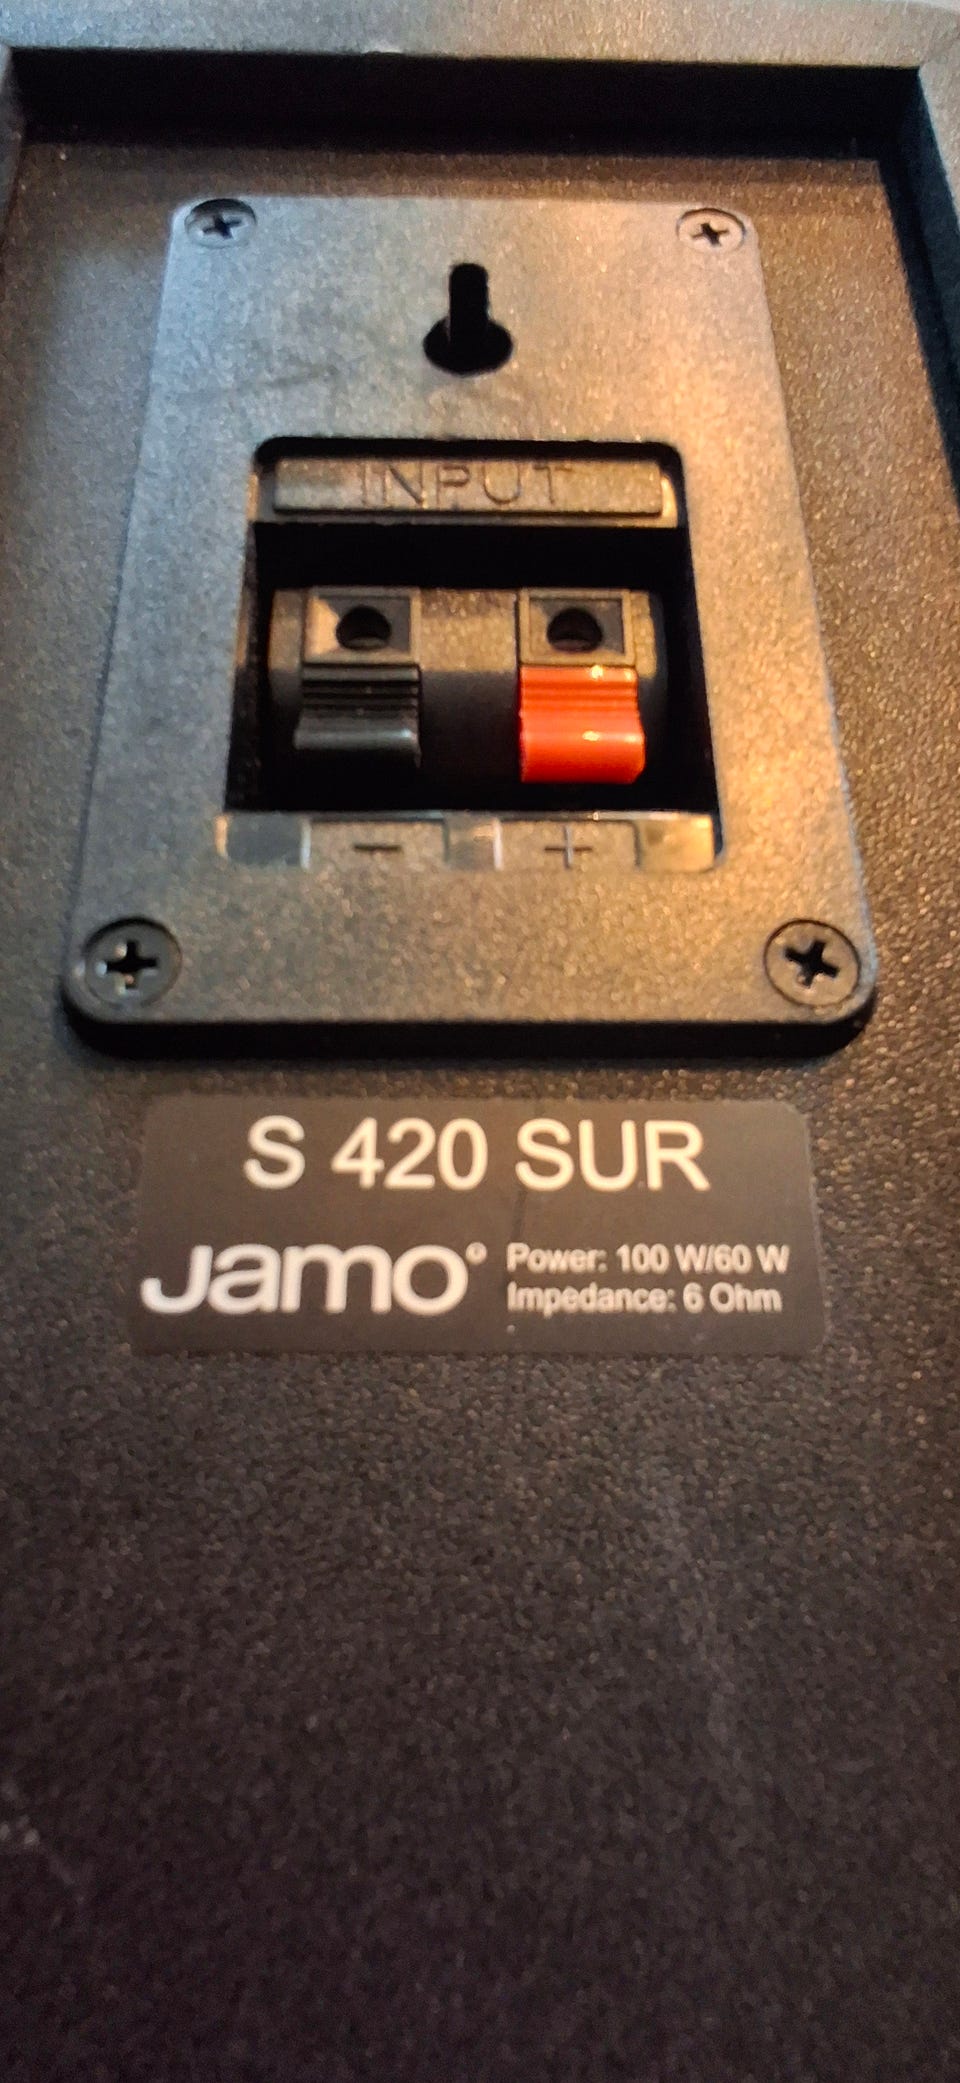 INPUT
- +
S 420 SUR
Jamo®
Power: 100 W/60 W
Impedance: 6 Ohm